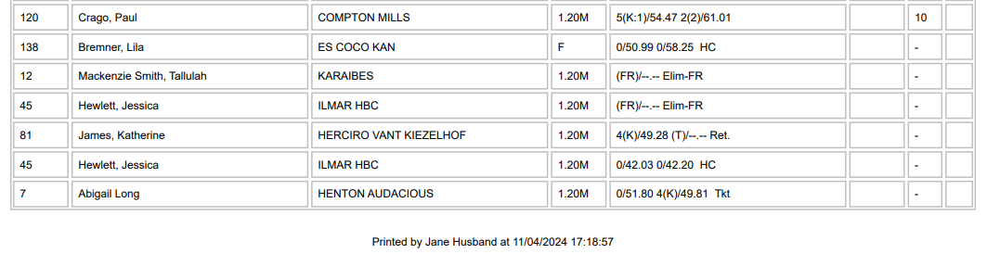 120 Crago, Paul COMPTON MILLS 1.20M 5(K:1)/54.47 2(2)/61.01 10
138 Bremner, Lila ES COCO KAN F 0/50.99 0/58.25 HC -
12 Mackenzie Smith, Tallulah KARAIBES 1.20M (FR)/--.-- Elim-FR -
45 Hewlett, Jessica ILMAR HBC 1.20M (FR)/--.-- Elim-FR -
81 James, Katherine HERCIRO VANT KIEZELHOF 1.20M 4(K)/49.28 (T)/--.-- Ret. -
45 Hewlett, Jessica ILMAR HBC 1.20M 0/42.03 0/42.20 HC -
7 Abigail Long HENTON AUDACIOUS 1.20M 0/51.80 4(K)/49.81 Tkt -
Printed by Jane Husband at 11/04/2024 17:18:57